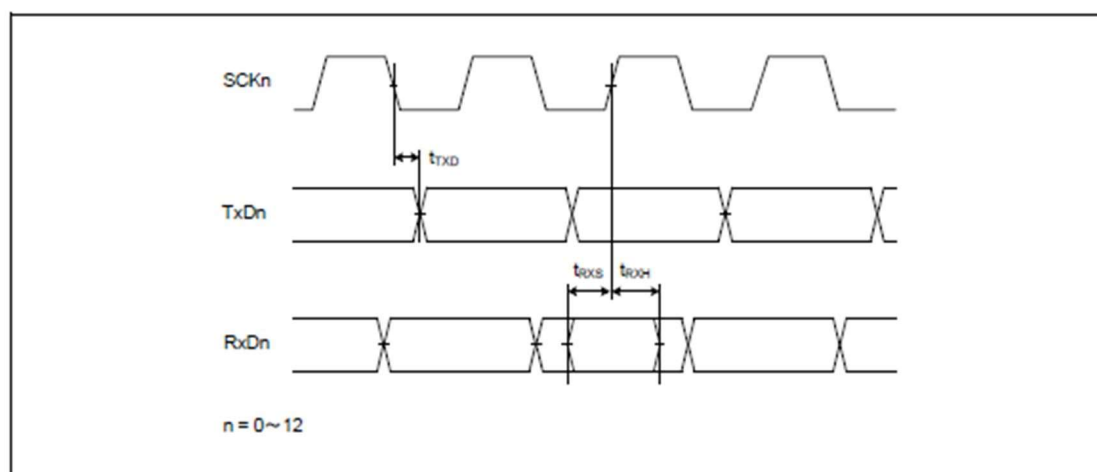 SCKn
tTXD
TxDn
tRXS tRXH
RxDn
n = 0～12